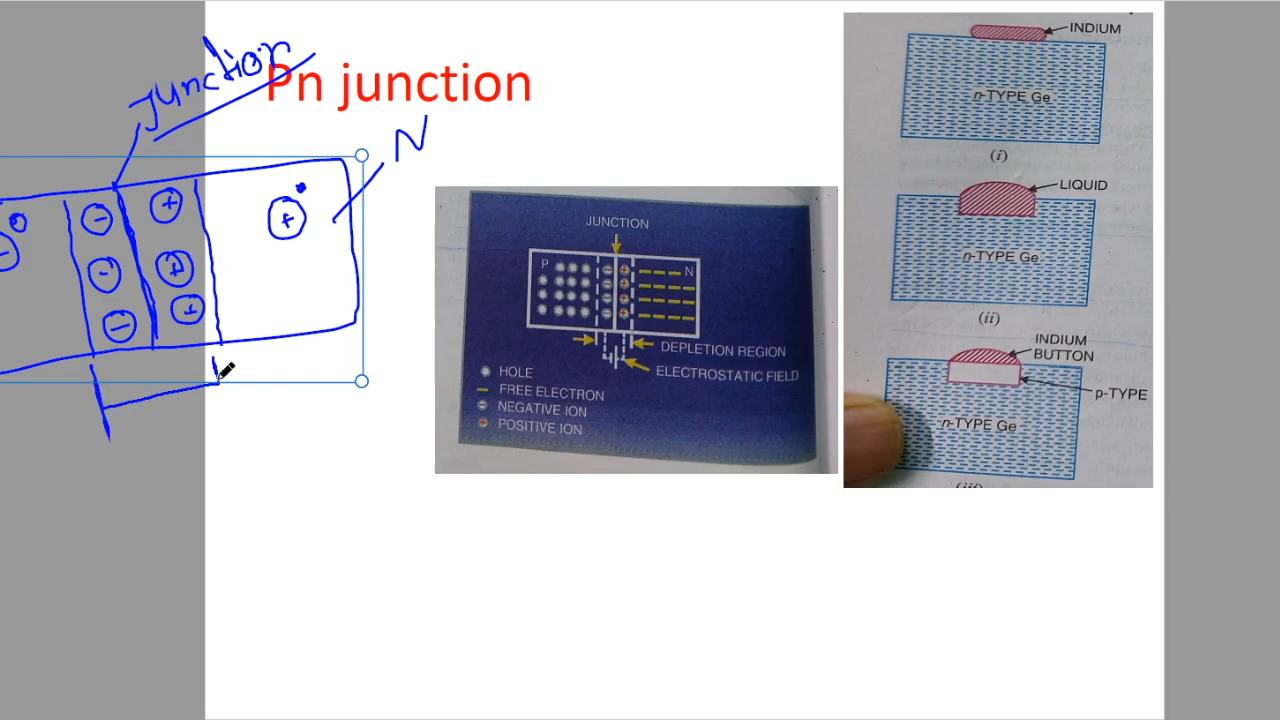 Junction
Pn junction
N
− + +
− +
− +
JUNCTION
P N
DEPLETION REGION
ELECTROSTATIC FIELD
HOLE
FREE ELECTRON
NEGATIVE ION
POSITIVE ION
INDIUM
n-TYPE Ge
(i)
LIQUID
n-TYPE Ge
(ii)
INDIUM
BUTTON
p-TYPE
n-TYPE Ge
(iii)